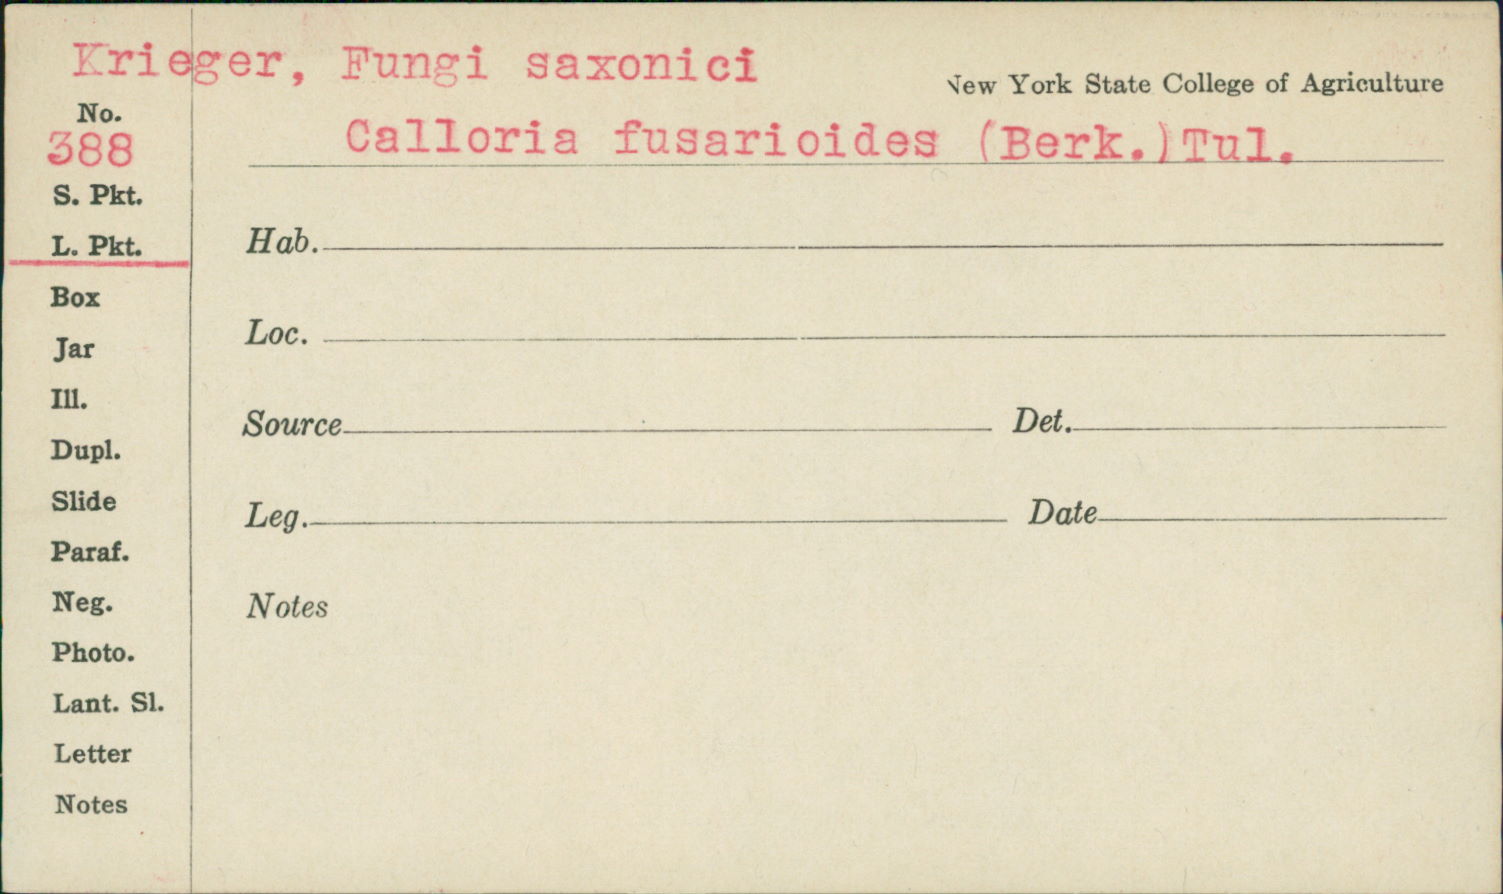 Krieger, Fungi saxonici
New York State College of Agriculture
No.
388
Calloria fusarioides (Berk.)Tul.
S. Pkt.
L. Pkt.
Hab.
Box
Loc.
Jar
Ill.
Source Det.
Dupl.
Slide
Leg. Date
Paraf.
Neg.
Notes
Photo.
Lant. Sl.
Letter
Notes